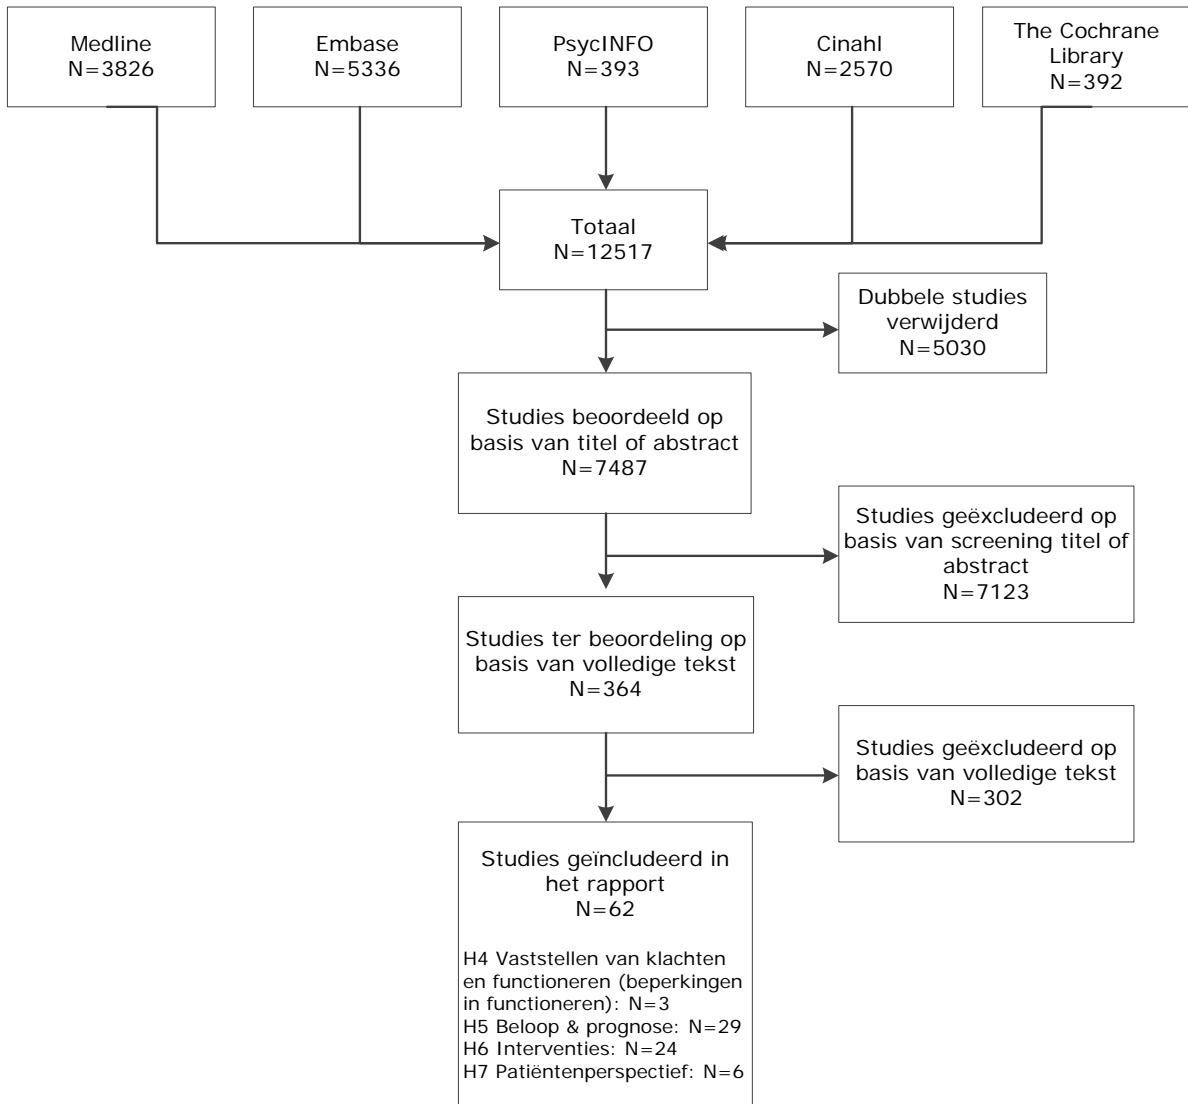 Medline
N=3826
Embase
N=5336
PsycINFO
N=393
Cinahl
N=2570
The Cochrane
Library
N=392
Totaal
N=12517
Dubbele studies
verwijderd
N=5030
Studies beoordeeld op
basis van titel of abstract
N=7487
Studies geëxcludeerd op
basis van screening titel of
abstract
N=7123
Studies ter beoordeling op
basis van volledige tekst
N=364
Studies geëxcludeerd op
basis van volledige tekst
N=302
Studies geïncludeerd in
het rapport
N=62
H4 Vaststellen van klachten
en functioneren (beperkingen
in functioneren): N=3
H5 Beloop & prognose: N=29
H6 Interventies: N=24
H7 Patiëntenperspectief: N=6